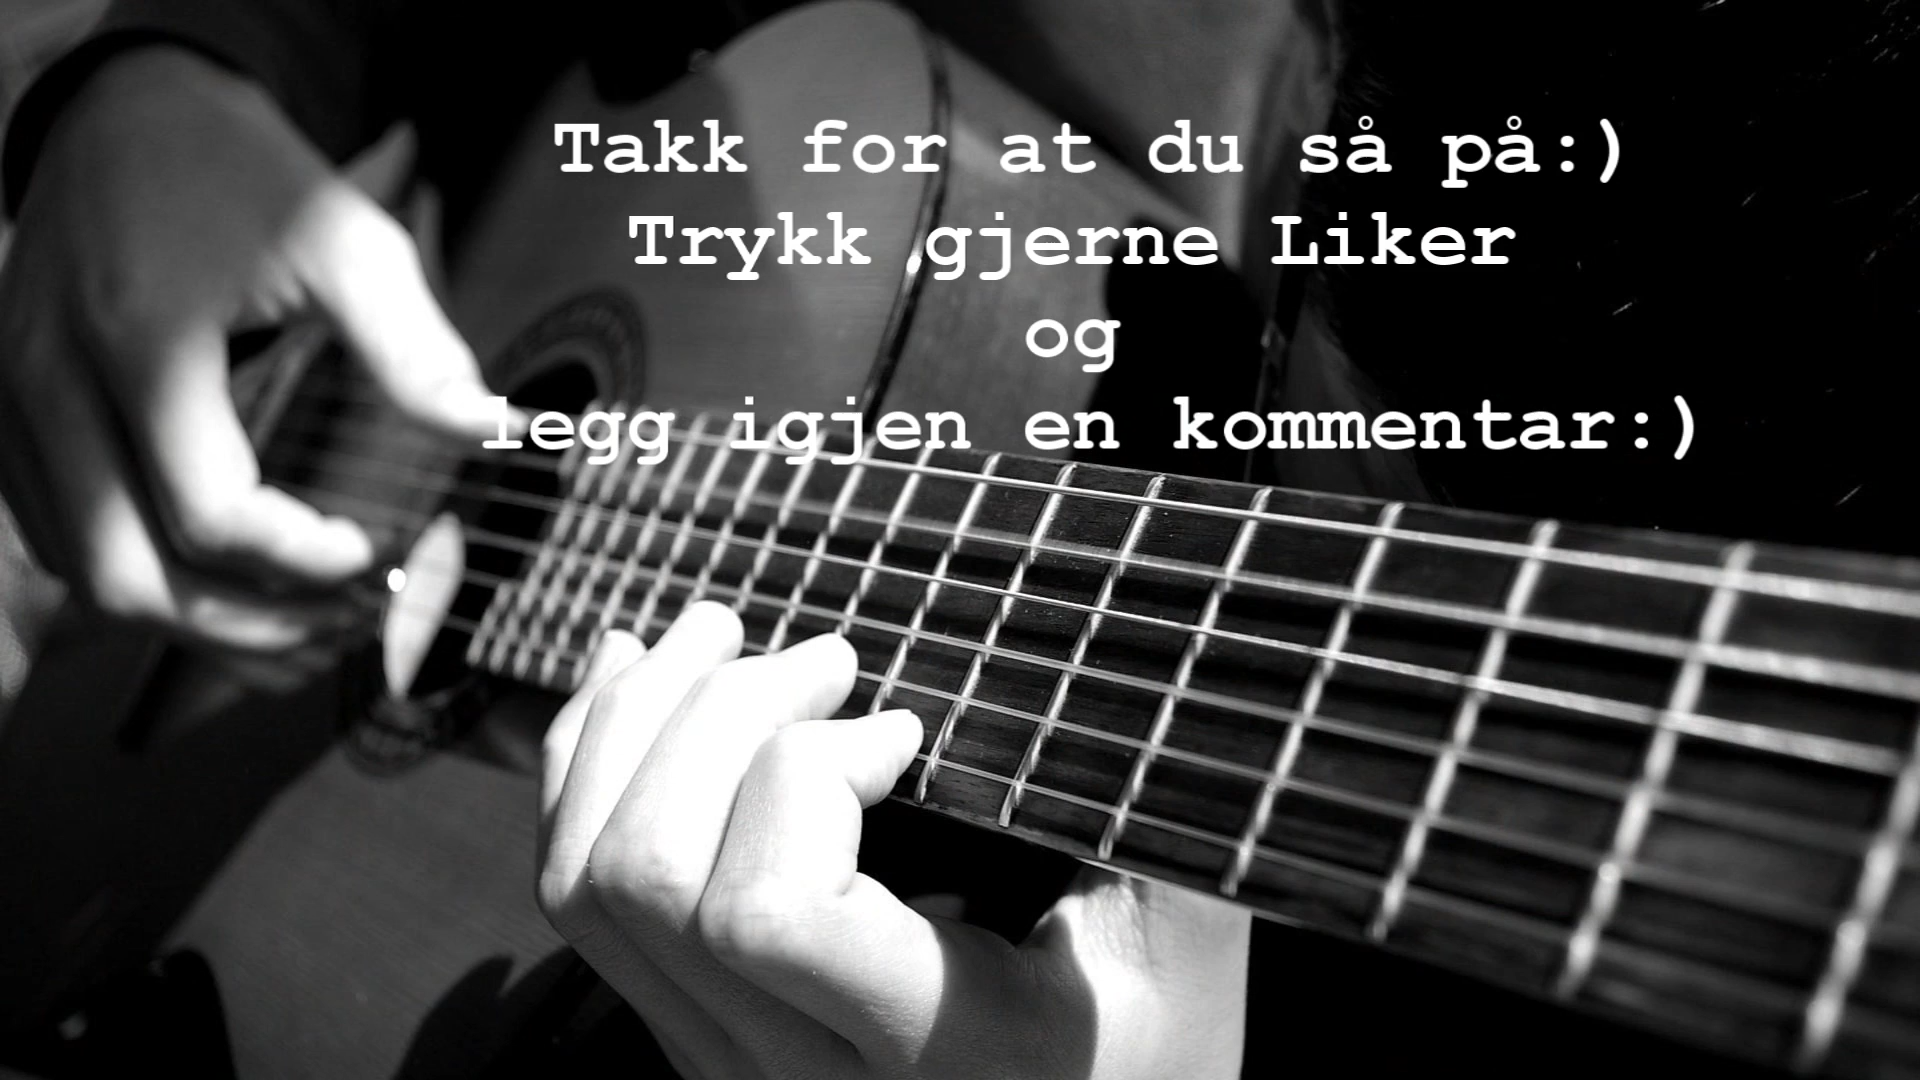 Takk for at du så på:)
Trykk gjerne Liker
og
legg igjen en kommentar:)